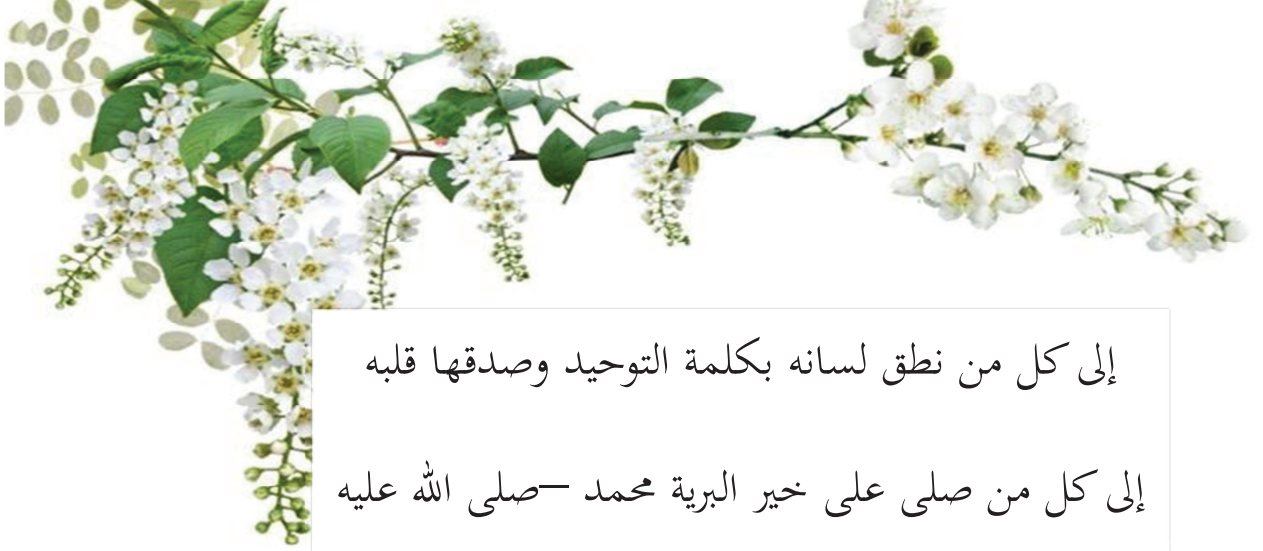 إلى كل من نطق لسانه بكلمة التوحيد وصدقها قلبه
إلى كل من صلى على خير البرية محمد –صلى الله عليه